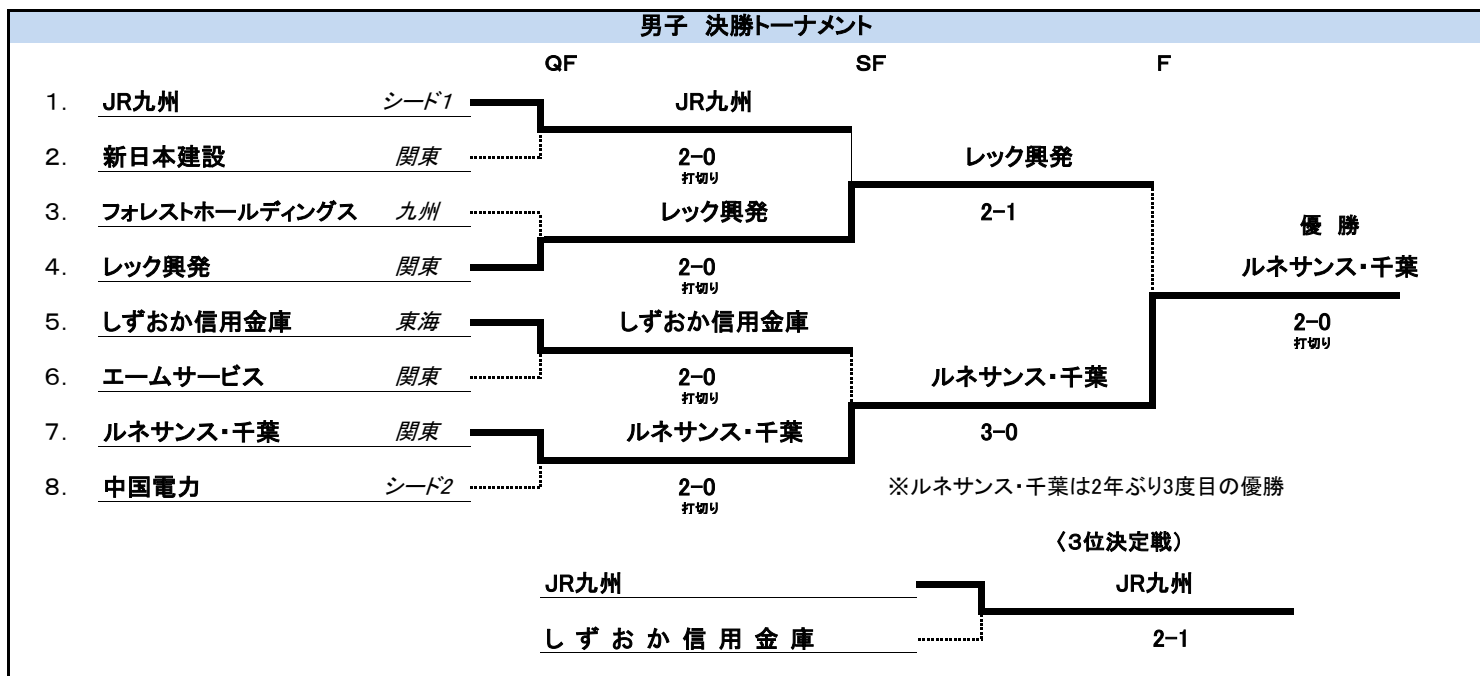 男子 決勝トーナメント
QF SF F
1. JR九州 シード1 JR九州
2. 新日本建設 関東 2-0 レック興発
打切り
3. フォレストホールディングス 九州 レック興発 2-1
優 勝
4. レック興発 関東 2-0 ルネサンス・千葉
打切り
5. しずおか信用金庫 東海 しずおか信用金庫 2-0
打切り
6. エームサービス 関東 2-0 ルネサンス・千葉
打切り
7. ルネサンス・千葉 関東 ルネサンス・千葉 3-0
8. 中国電力 シード2 2-0 ※ルネサンス・千葉は2年ぶり3度目の優勝
打切り
〈3位決定戦〉
JR九州 JR九州
しずおか信用金庫 2-1